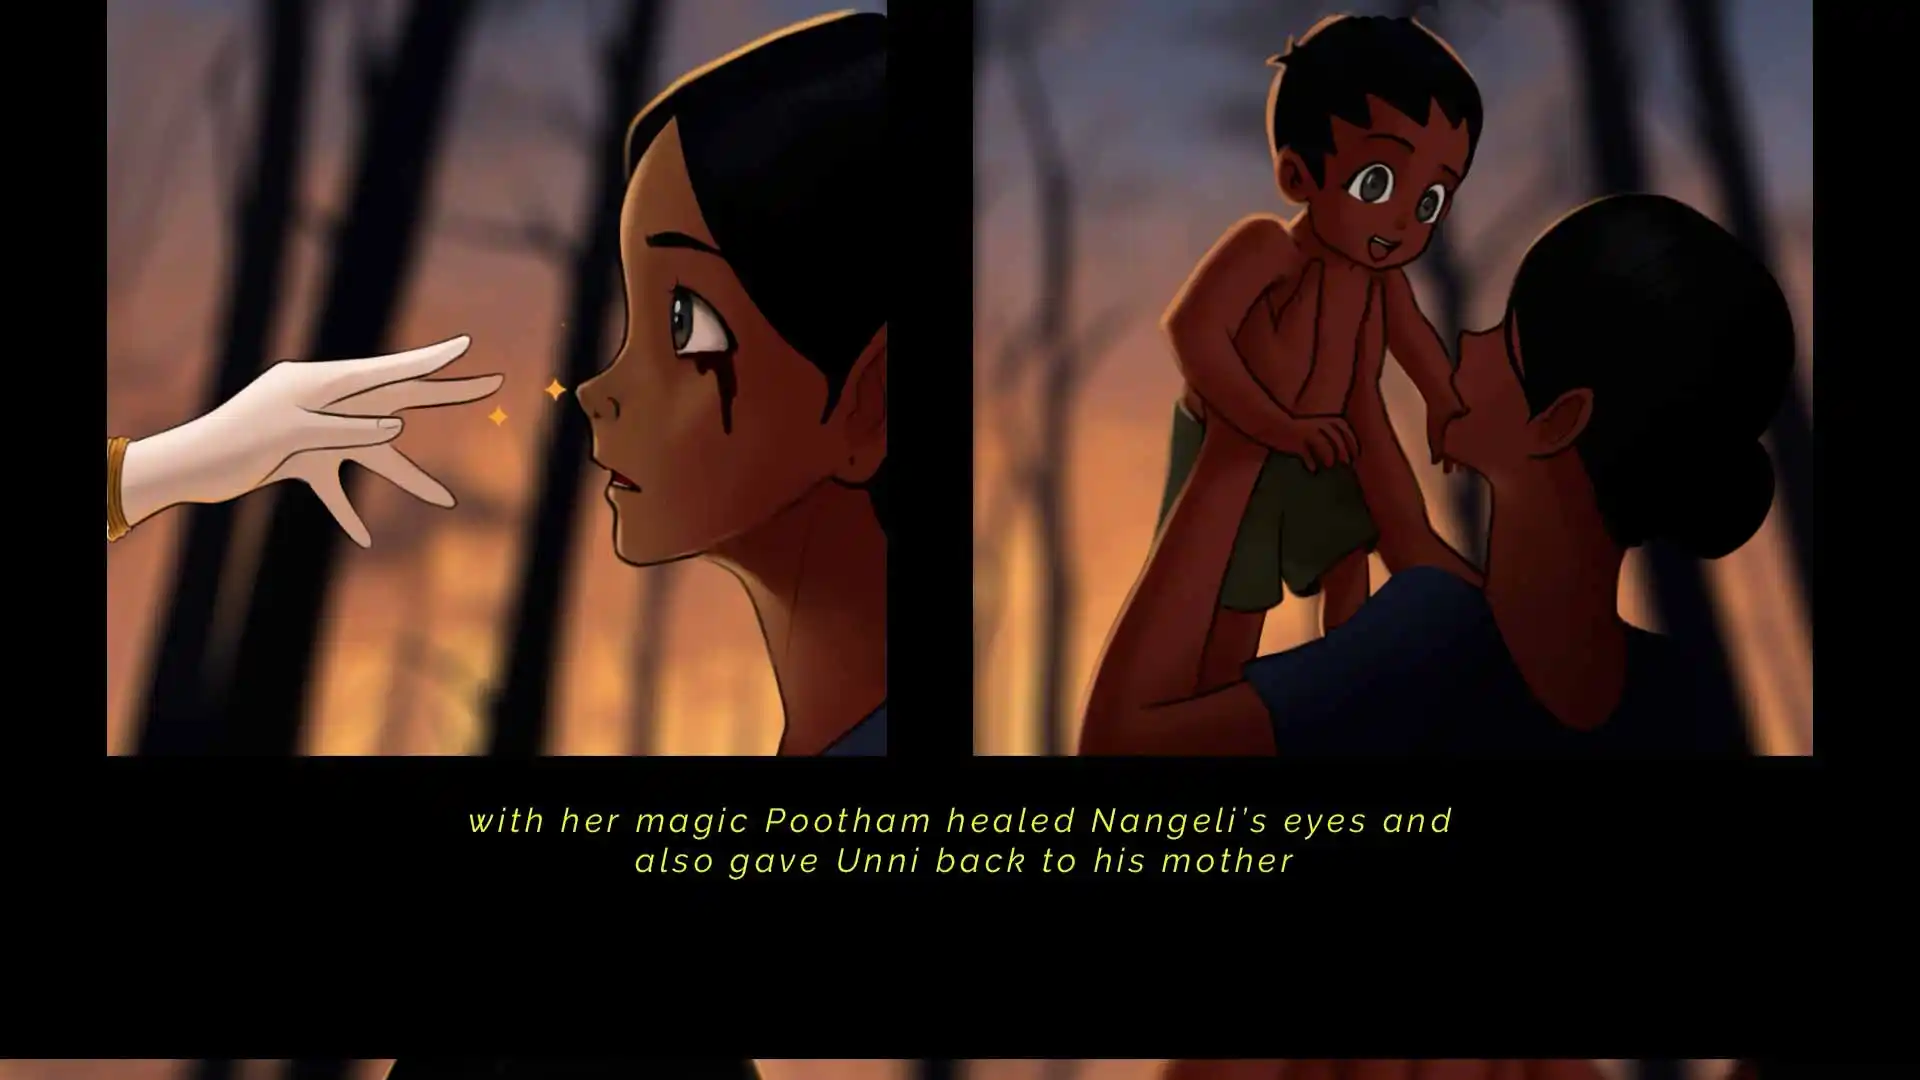 with her magic Pootham healed Nangeli's eyes and
also gave Unni back to his mother